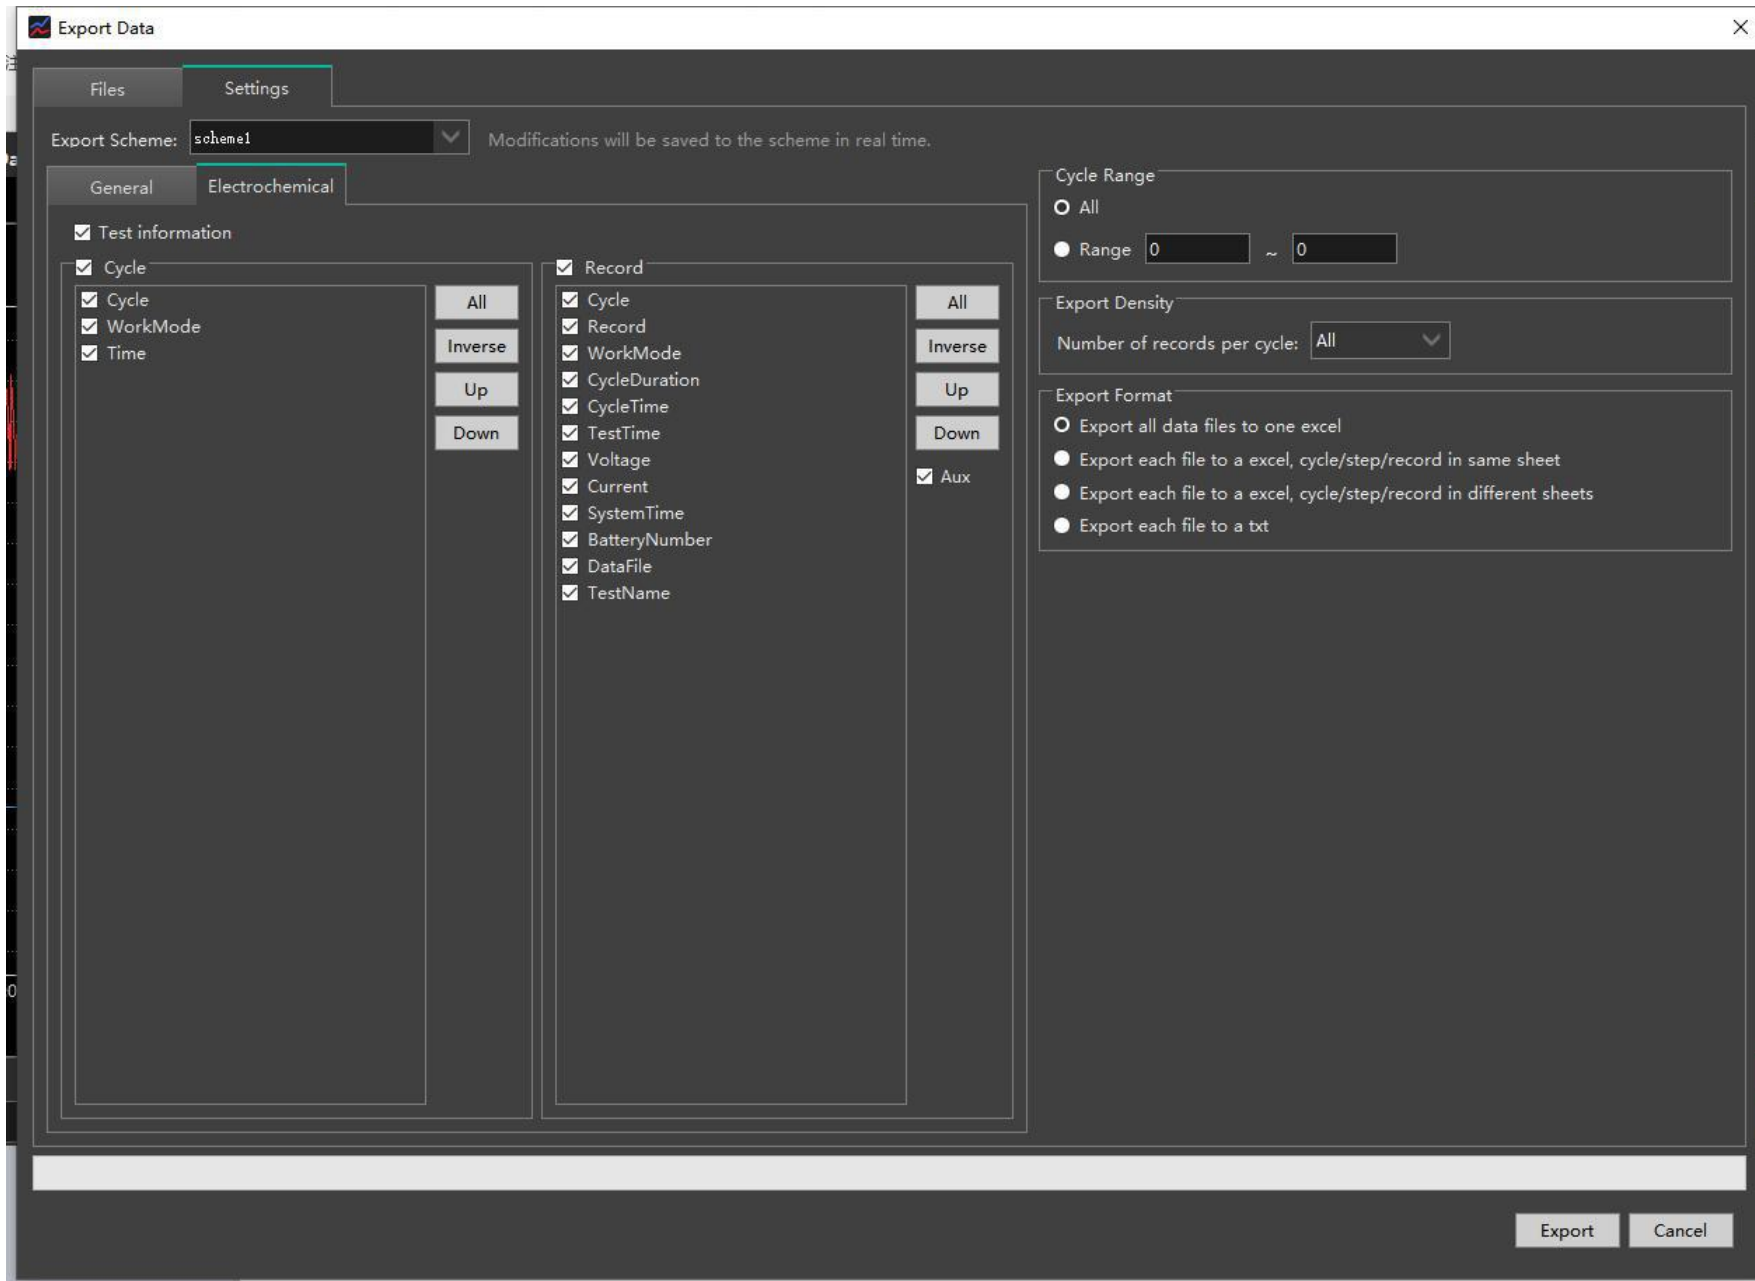 Export Data
Files
Settings
Export Scheme:
scheme1
Modifications will be saved to the scheme in real time.
General
Electrochemical
Test information
Cycle
Cycle
WorkMode
Time
All
Inverse
Up
Down
Record
Cycle
Record
WorkMode
CycleDuration
CycleTime
TestTime
Voltage
Current
SystemTime
BatteryNumber
DataFile
TestName
All
Inverse
Up
Down
Aux
Cycle Range
All
Range 0 ~ 0
Export Density
Number of records per cycle: All
Export Format
Export all data files to one excel
Export each file to a excel, cycle/step/record in same sheet
Export each file to a excel, cycle/step/record in different sheets
Export each file to a txt
Export
Cancel